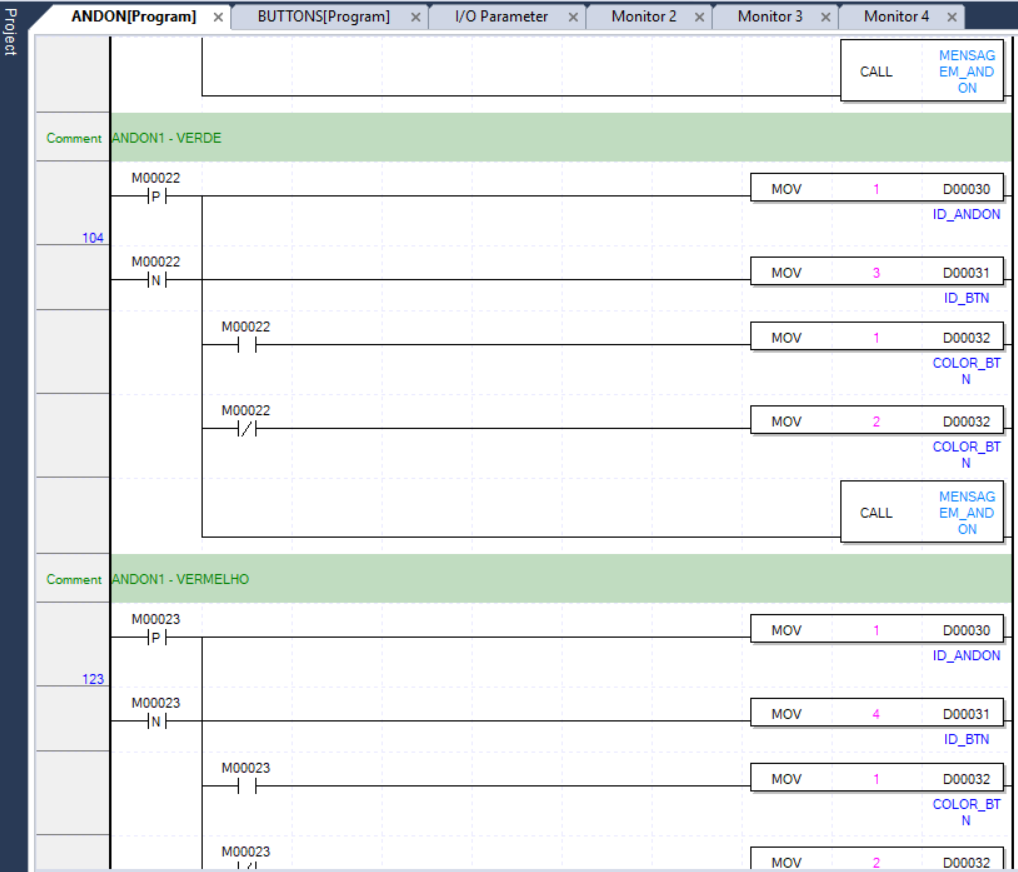 Project
ANDON[Program] × BUTTONS[Program] × I/O Parameter × Monitor 2 × Monitor 3 × Monitor 4 ×
CALL
MENSAG
EM_AND
ON
Comment ANDON1 - VERDE
M00022
P
MOV 1 D00030
ID_ANDON
104
M00022
N
MOV 3 D00031
ID_BTN
M00022
MOV 1 D00032
COLOR_BT
N
M00022
MOV 2 D00032
COLOR_BT
N
CALL
MENSAG
EM_AND
ON
Comment ANDON1 - VERMELHO
M00023
P
MOV 1 D00030
ID_ANDON
123
M00023
N
MOV 4 D00031
ID_BTN
M00023
MOV 1 D00032
COLOR_BT
N
M00023
MOV 2 D00032